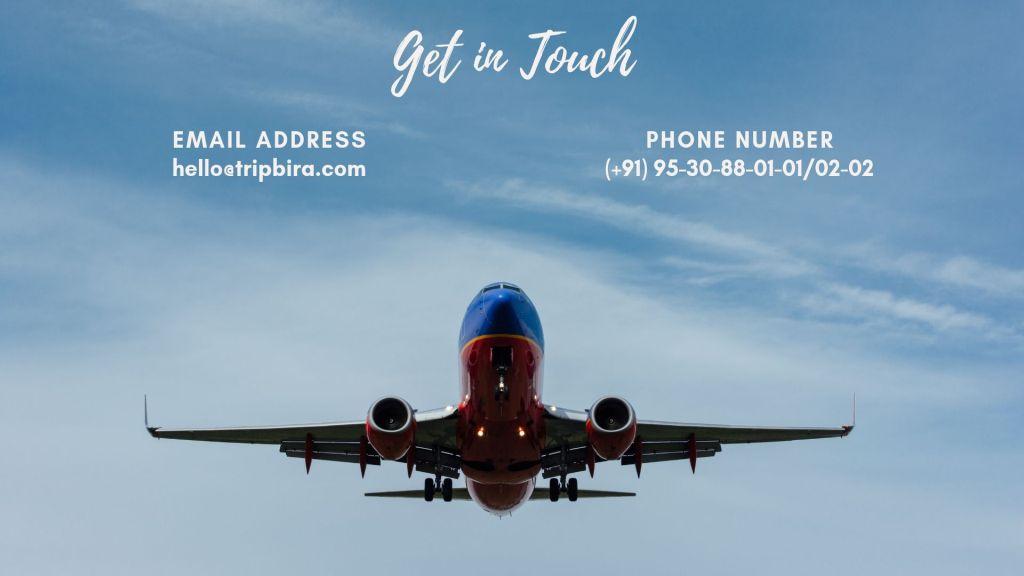 Get in Touch
EMAIL ADDRESS
hello@tripbira.com
PHONE NUMBER
(+91) 95-30-88-01-01/02-02